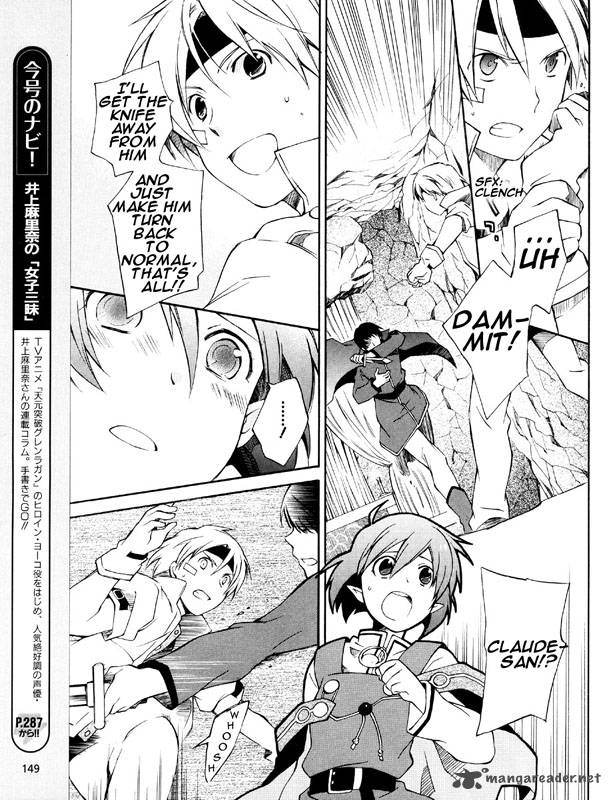 SFX:
CLENCH
...
UH
DAM-
MIT!
CLAUDE-
SAN!?
I'LL
GET THE
KNIFE
AWAY
FROM
HIM
AND
JUST
MAKE HIM
TURN
BACK
TO
NORMAL,
THAT'S
ALL!!
......
WHOOSH
今号のナビ!
井上麻里奈の「女子三昧」
TVアニメ『天元突破グレンラガン』のヒロイン・ヨーコ役をはじめ、人気絶好調の声優・
井上麻里奈さんの連載コラム。手書きでGO!!
P.287
から!!
149
mangareader.net